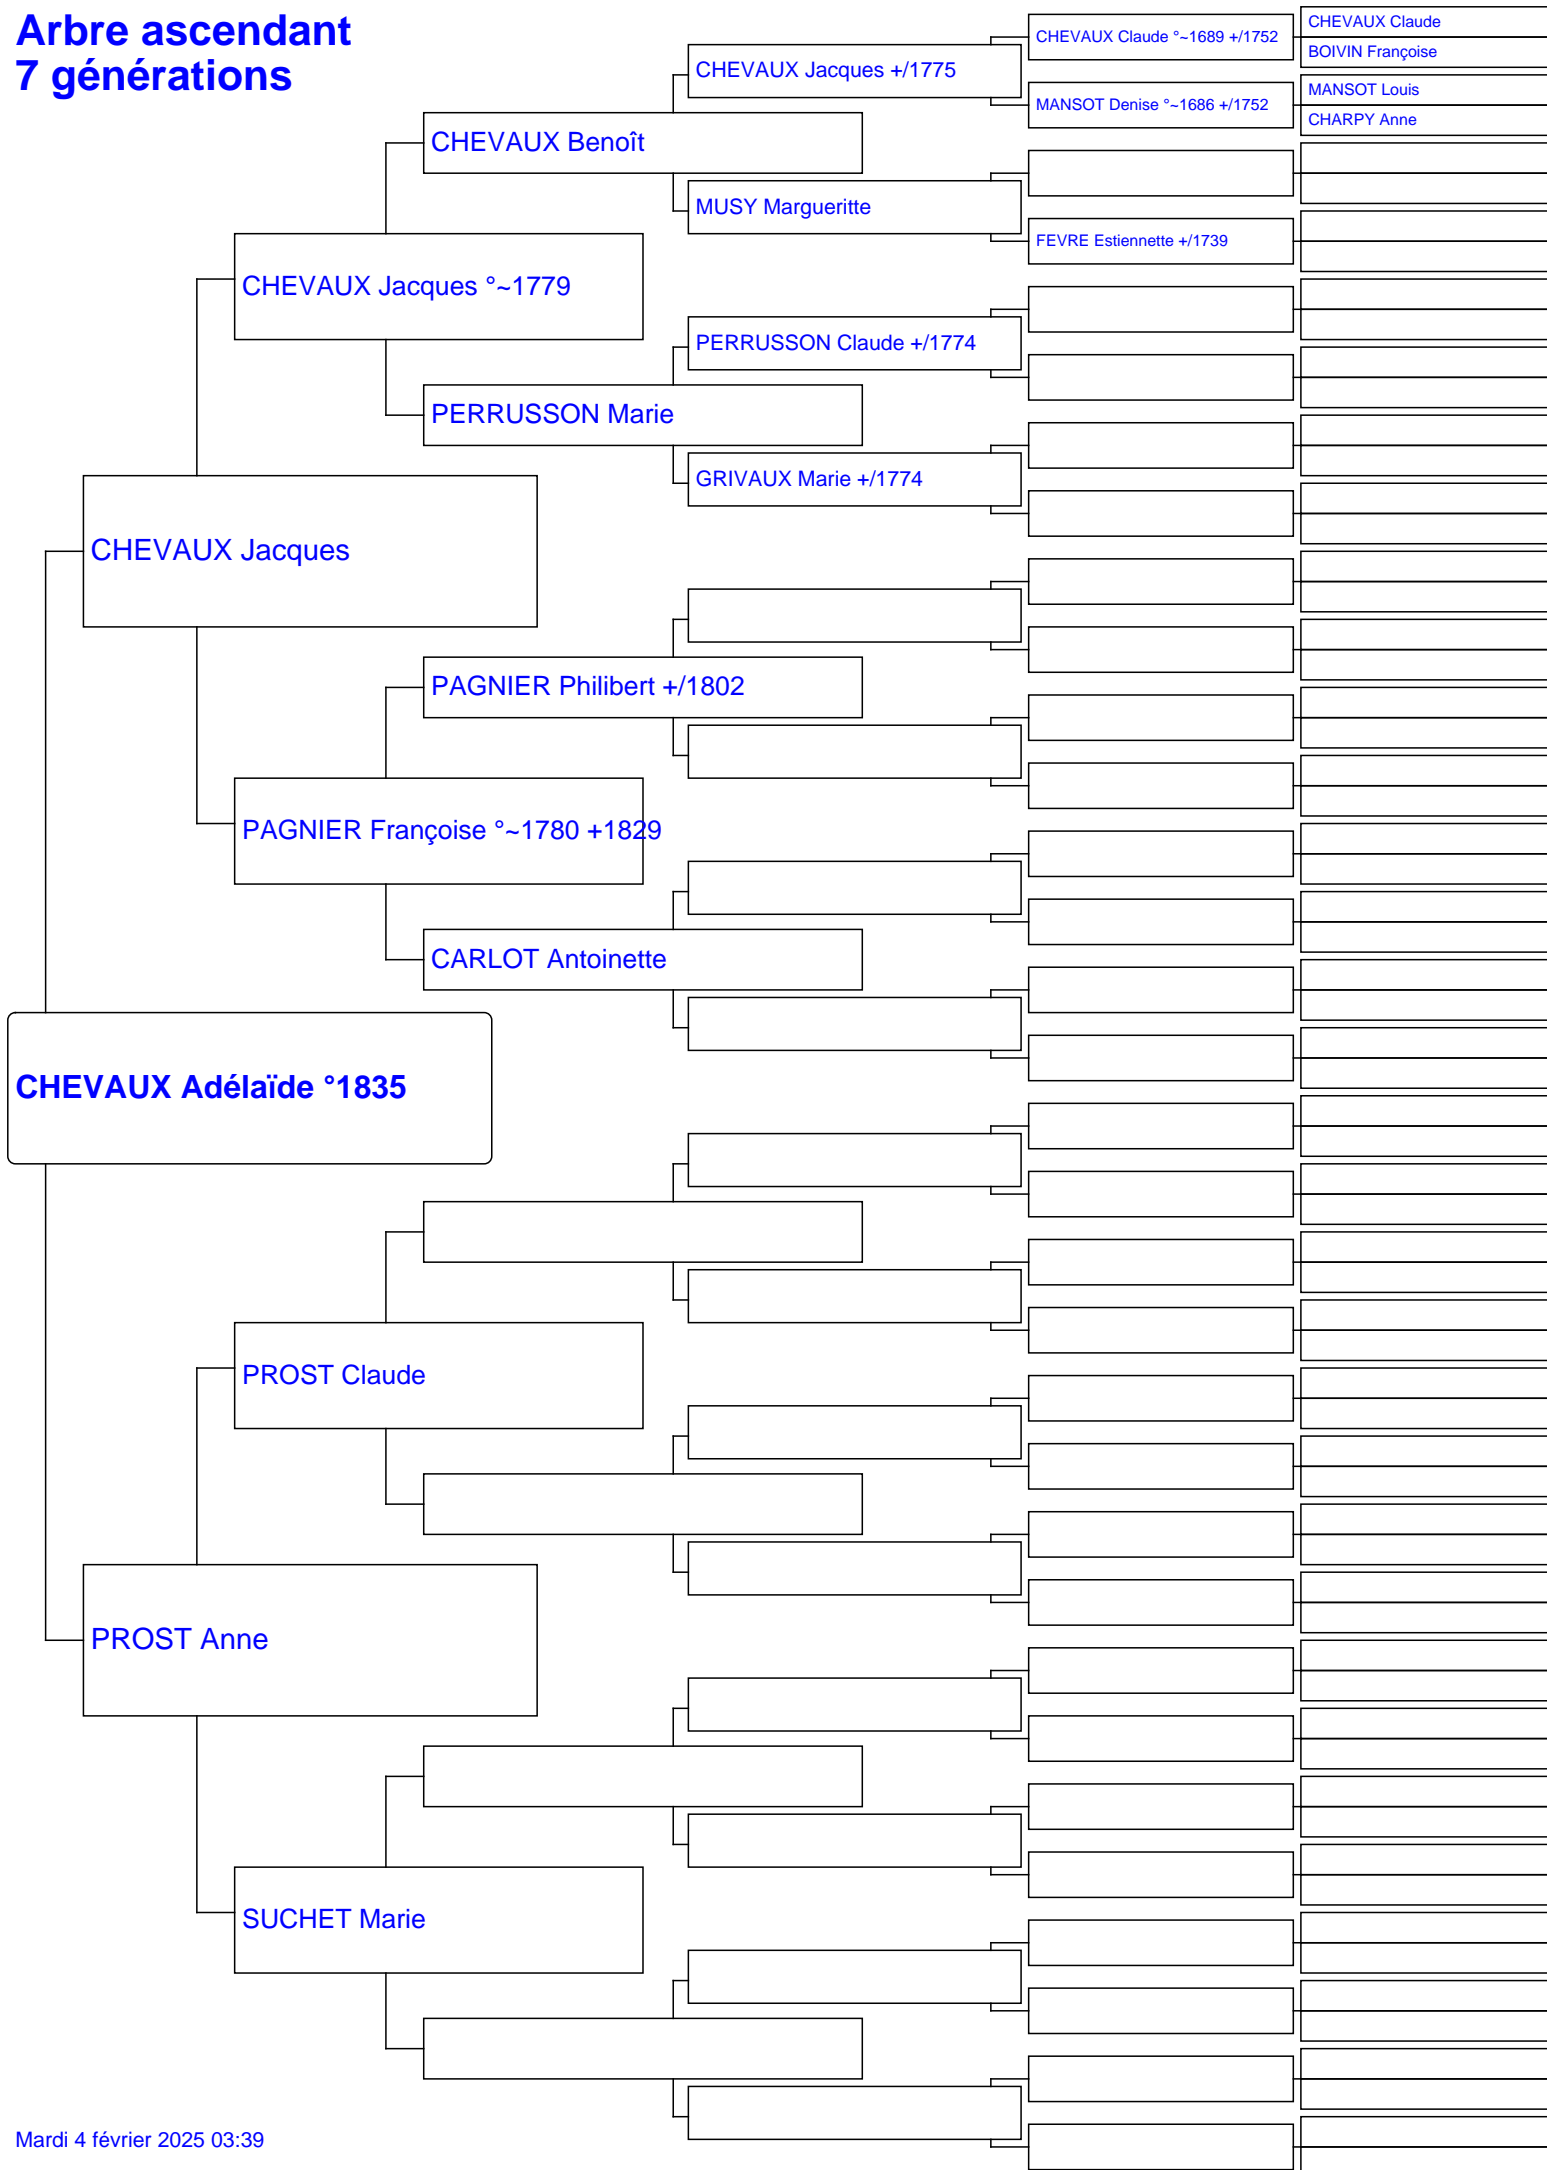 Arbre ascendant
7 générations
CHEVAUX Claude
CHEVAUX Claude °~1689 +/1752
BOIVIN Françoise
CHEVAUX Jacques +/1775
MANSOT Louis
MANSOT Denise °~1686 +/1752
CHARPY Anne
CHEVAUX Benoît
MUSY Margueritte
FEVRE Estiennette +/1739
CHEVAUX Jacques °~1779
PERRUSSON Claude +/1774
PERRUSSON Marie
GRIVAUX Marie +/1774
CHEVAUX Jacques
PAGNIER Philibert +/1802
PAGNIER Françoise °~1780 +1829
CARLOT Antoinette
CHEVAUX Adélaïde °1835
PROST Claude
PROST Anne
SUCHET Marie
Mardi 4 février 2025 03:39